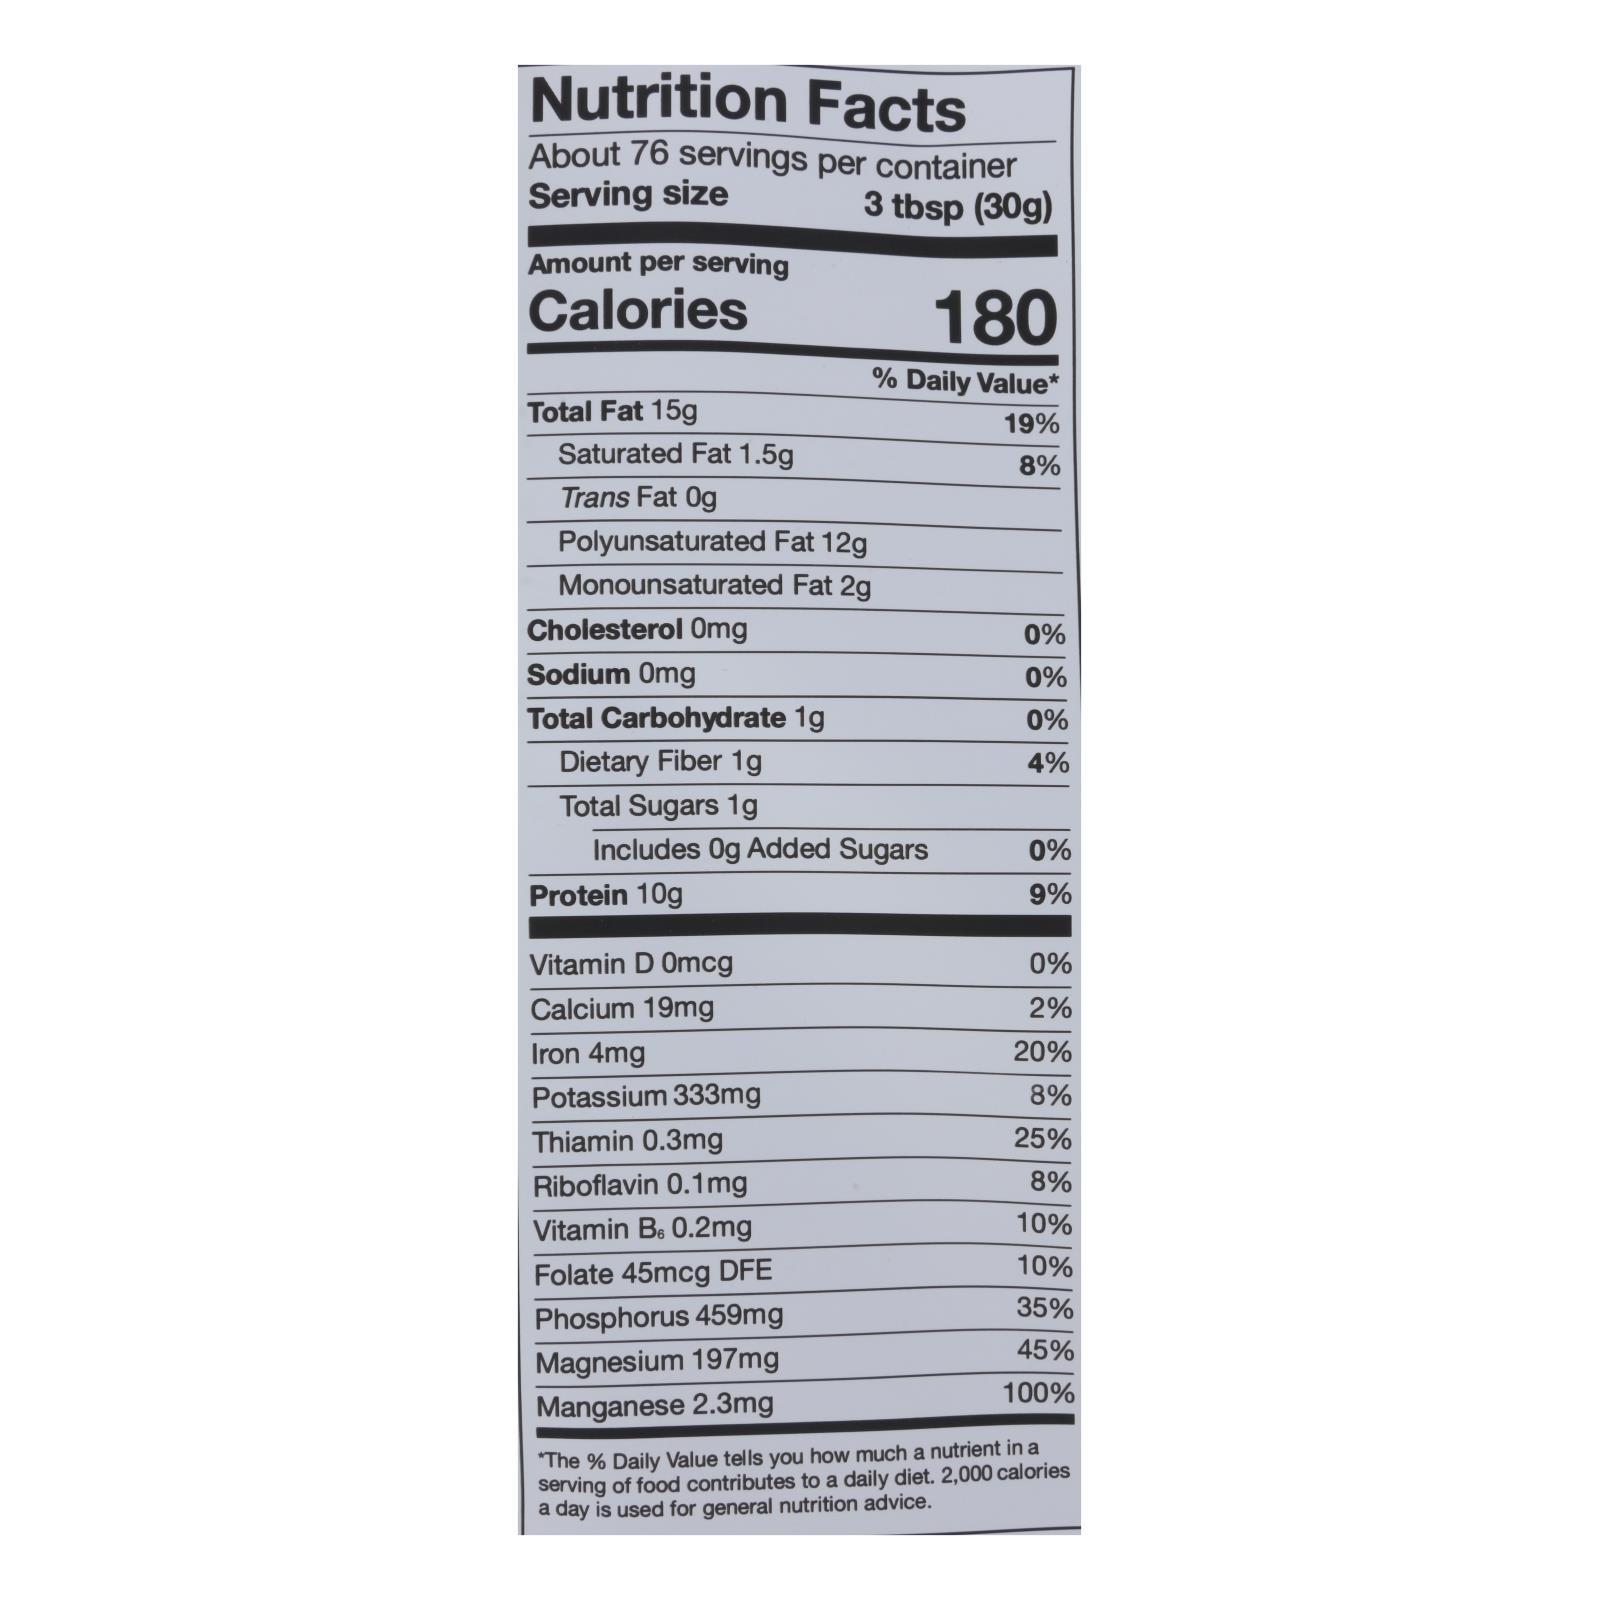 Nutrition Facts
About 76 servings per container
Serving size 3 tbsp (30g)
Amount per serving
Calories 180
% Daily Value*
Total Fat 15g 19%
Saturated Fat 1.5g 8%
Trans Fat 0g
Polyunsaturated Fat 12g
Monounsaturated Fat 2g
Cholesterol 0mg 0%
Sodium 0mg 0%
Total Carbohydrate 1g 0%
Dietary Fiber 1g 4%
Total Sugars 1g
Includes 0g Added Sugars 0%
Protein 10g 9%
Vitamin D 0mcg 0%
Calcium 19mg 2%
Iron 4mg 20%
Potassium 333mg 8%
Thiamin 0.3mg 25%
Riboflavin 0.1mg 8%
Vitamin B₆ 0.2mg 10%
Folate 45mcg DFE 10%
Phosphorus 459mg 35%
Magnesium 197mg 45%
Manganese 2.3mg 100%
*The % Daily Value tells you how much a nutrient in a
serving of food contributes to a daily diet. 2,000 calories
a day is used for general nutrition advice.